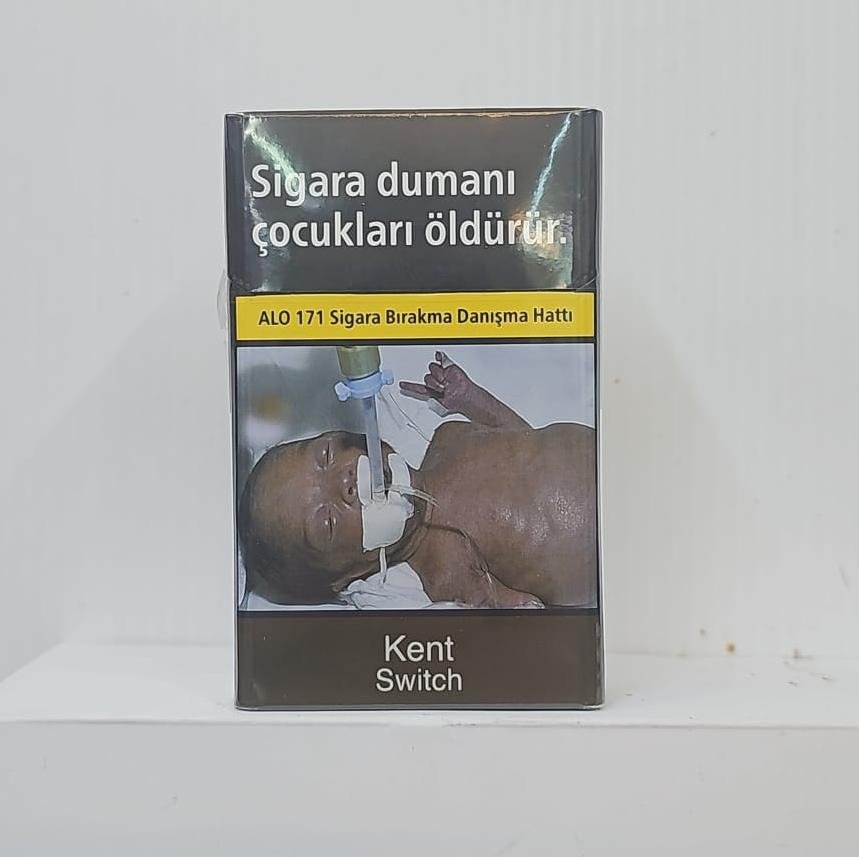 Sigara dumanı
çocukları öldürür.
ALO 171 Sigara Bırakma Danışma Hattı
Kent
Switch